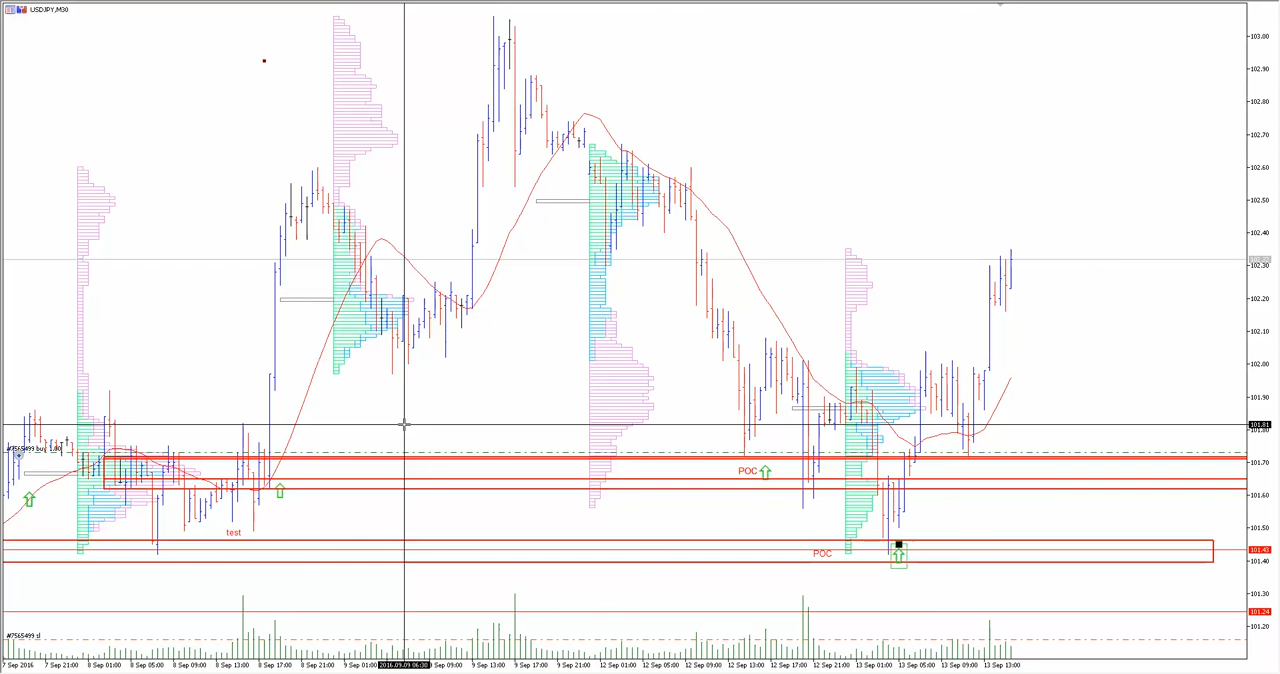 USDJPY,M30
103.00
102.90
102.80
102.70
102.60
102.50
102.40
102.30
102.20
102.10
102.00
101.90
101.81
#7565499 buy 1.00
101.70
POC
101.60
101.50
test
101.43
POC
101.40
101.30
101.24
101.20
#7565499 sl
7 Sep 2016
7 Sep 21:00
8 Sep 01:00
8 Sep 05:00
8 Sep 09:00
8 Sep 13:00
8 Sep 17:00
8 Sep 21:00
9 Sep 01:00
2016.09.09 06:30
Sep 09:00
9 Sep 13:00
9 Sep 17:00
9 Sep 21:00
12 Sep 01:00
12 Sep 05:00
12 Sep 09:00
12 Sep 13:00
12 Sep 17:00
12 Sep 21:00
13 Sep 01:00
13 Sep 05:00
13 Sep 09:00
13 Sep 13:00